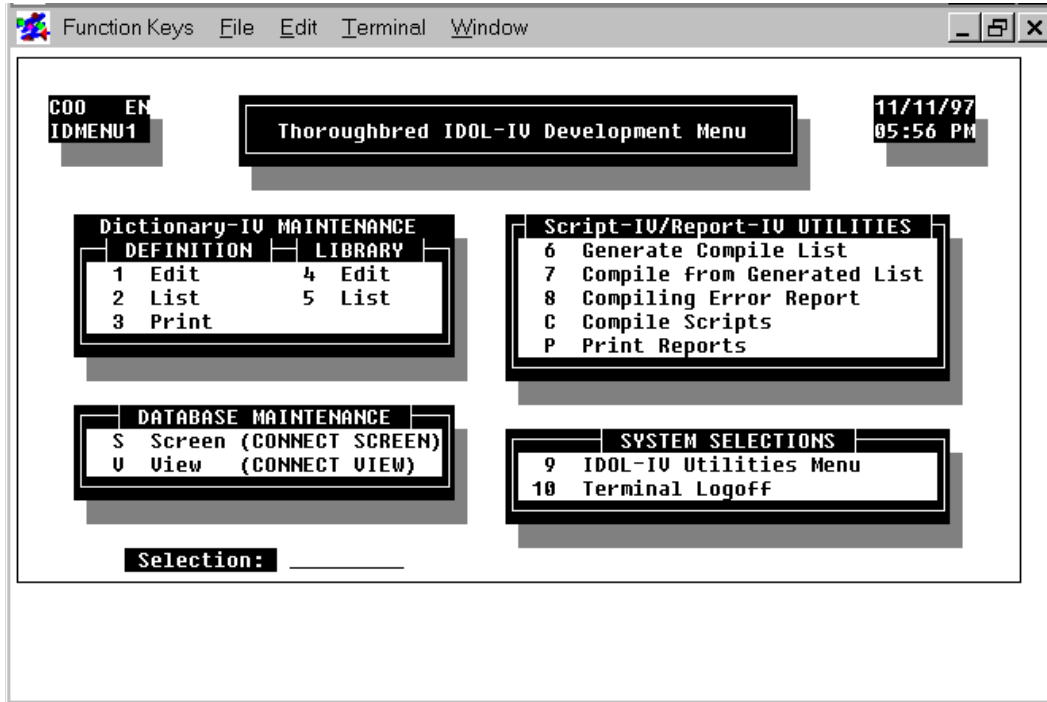 Function Keys File Edit Terminal Window
C00 EN
IDMENU1
Thoroughbred IDOL-IV Development Menu
11/11/97
05:56 PM
Dictionary-IV MAINTENANCE
DEFINITION LIBRARY
1 Edit 4 Edit
2 List 5 List
3 Print
Script-IV/Report-IV UTILITIES
6 Generate Compile List
7 Compile from Generated List
8 Compiling Error Report
C Compile Scripts
P Print Reports
DATABASE MAINTENANCE
S Screen (CONNECT SCREEN)
V View (CONNECT VIEW)
SYSTEM SELECTIONS
9 IDOL-IV Utilities Menu
10 Terminal Logoff
Selection: